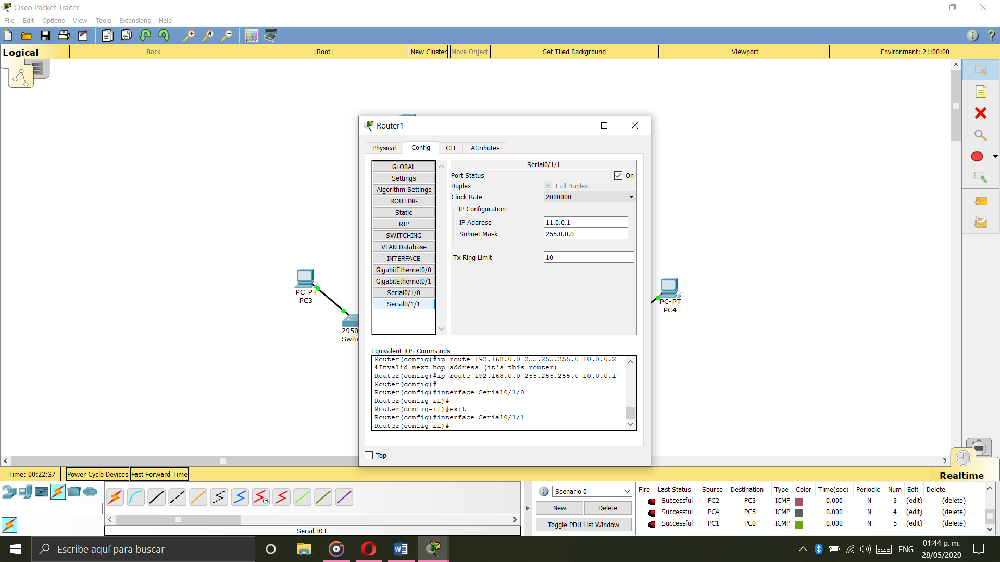 Cisco Packet Tracer
File Edit Options View Tools Extensions Help
Logical
Back
[Root]
New Cluster
Move Object
Set Tiled Background
Viewport
Environment: 21:00:00
Router1
Physical Config CLI Attributes
GLOBAL
Settings
Algorithm Settings
ROUTING
Static
RIP
SWITCHING
VLAN Database
INTERFACE
GigabitEthernet0/0
GigabitEthernet0/1
Serial0/1/0
Serial0/1/1
Serial0/1/1
Port Status On
Duplex Full Duplex
Clock Rate 2000000
IP Configuration
IP Address 11.0.0.1
Subnet Mask 255.0.0.0
Tx Ring Limit 10
Equivalent IOS Commands
Router(config)#ip route 192.168.0.0 255.255.255.0 10.0.0.2
%Invalid next hop address (it's this router)
Router(config)#ip route 192.168.0.0 255.255.255.0 10.0.0.1
Router(config)#
Router(config)#interface Serial0/1/0
Router(config-if)#
Router(config-if)#exit
Router(config)#interface Serial0/1/1
Router(config-if)#
Top
PC-PT
PC3
2950
Switc
PC-PT
PC4
Time: 00:22:37
Power Cycle Devices
Fast Forward Time
Realtime
Serial DCE
Scenario 0
New
Delete
Toggle PDU List Window
Fire Last Status Source Destination Type Color Time(sec) Periodic Num Edit Delete
Successful PC2 PC3 ICMP 0.000 N 3 (edit) (delete)
Successful PC4 PC5 ICMP 0.000 N 4 (edit) (delete)
Successful PC1 PC0 ICMP 0.000 N 5 (edit) (delete)
Escribe aquí para buscar
ENG
01:44 p. m.
28/05/2020